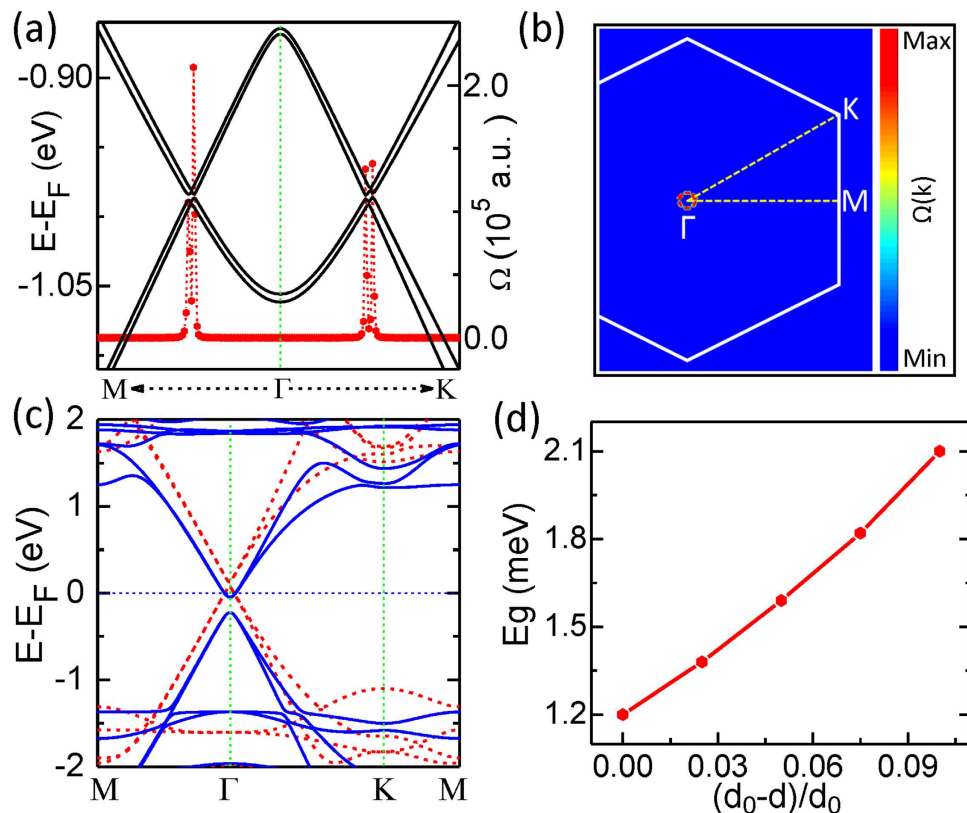 (a)
-0.90
-1.05
E-E_F (eV)
2.0
1.0
0.0
Ω (10^5 a.u.)
M Γ K
(b)
K
M
Γ
Max
Ω(k)
Min
(c)
2
1
0
-1
-2
E-E_F (eV)
M Γ K M
(d)
2.1
1.8
1.5
1.2
Eg (meV)
0.00 0.03 0.06 0.09
(d_0-d)/d_0